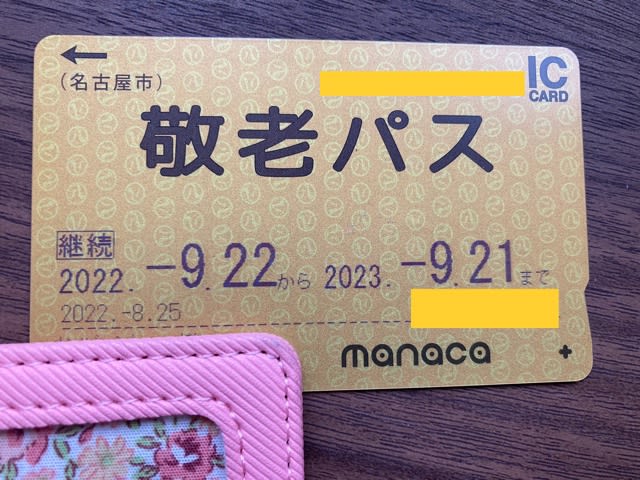 （名古屋市）
IC
CARD
敬老パス
継続
2022.-9.22から 2023.-9.21まで
2022.-8.25
manaca